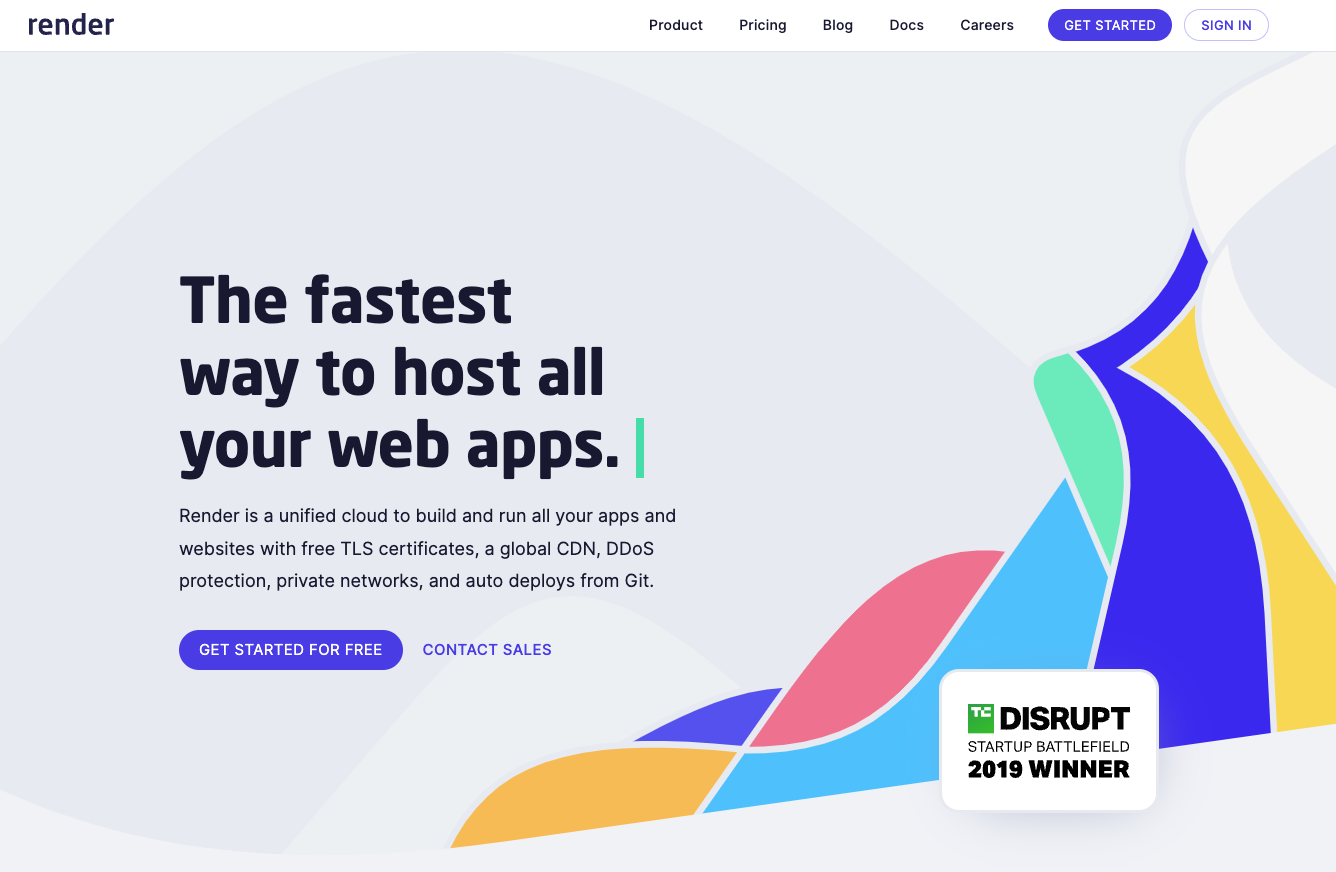 render
Product
Pricing
Blog
Docs
Careers
GET STARTED
SIGN IN
The fastest
way to host all
your web apps.
Render is a unified cloud to build and run all your apps and
websites with free TLS certificates, a global CDN, DDoS
protection, private networks, and auto deploys from Git.
GET STARTED FOR FREE
CONTACT SALES
TC DISRUPT
STARTUP BATTLEFIELD
2019 WINNER